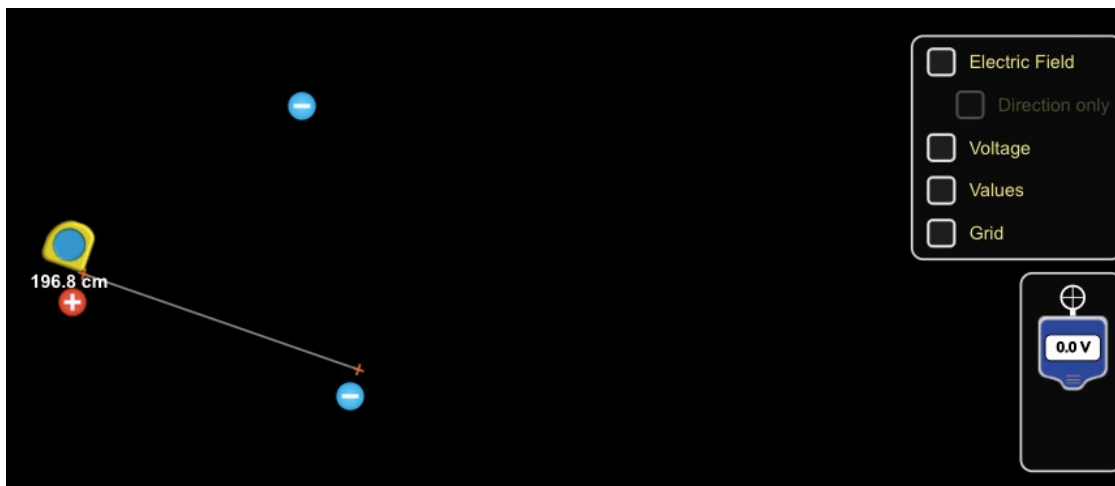 Electric Field
Direction only
Voltage
Values
Grid
196.8 cm
0.0 V